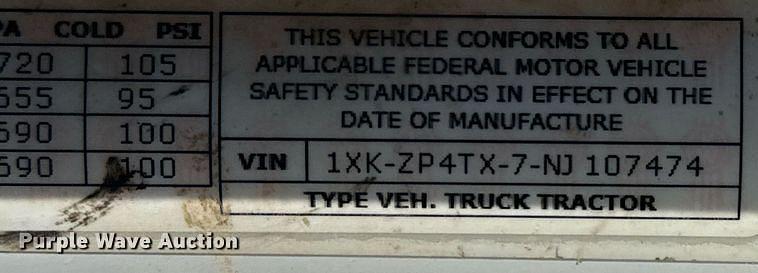 PA COLD PSI
720 105
655 95
690 100
690 100
THIS VEHICLE CONFORMS TO ALL
APPLICABLE FEDERAL MOTOR VEHICLE
SAFETY STANDARDS IN EFFECT ON THE
DATE OF MANUFACTURE
VIN 1XK-ZP4TX-7-NJ 107474
TYPE VEH. TRUCK TRACTOR
Purple Wave Auction